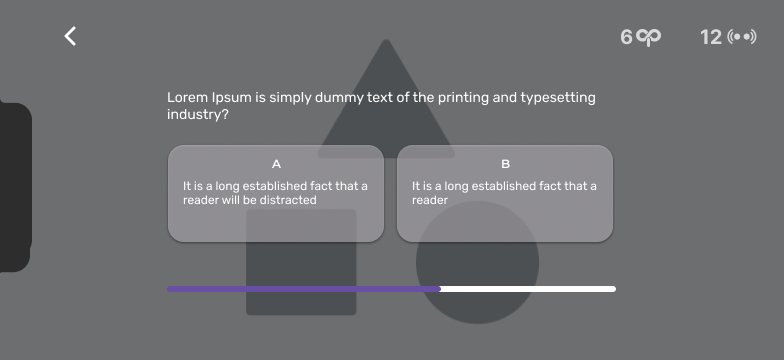 6
12
Lorem Ipsum is simply dummy text of the printing and typesetting
industry?
A
It is a long established fact that a
reader will be distracted
B
It is a long established fact that a
reader